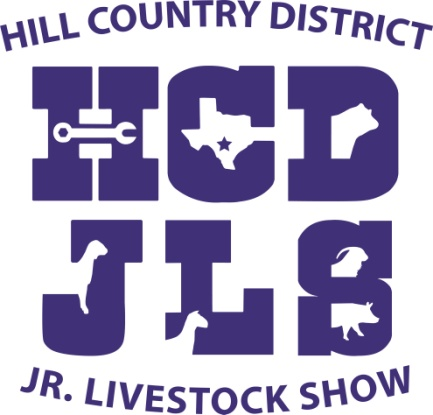 HILL COUNTRY DISTRICT
HCD
JLS
JR. LIVESTOCK SHOW